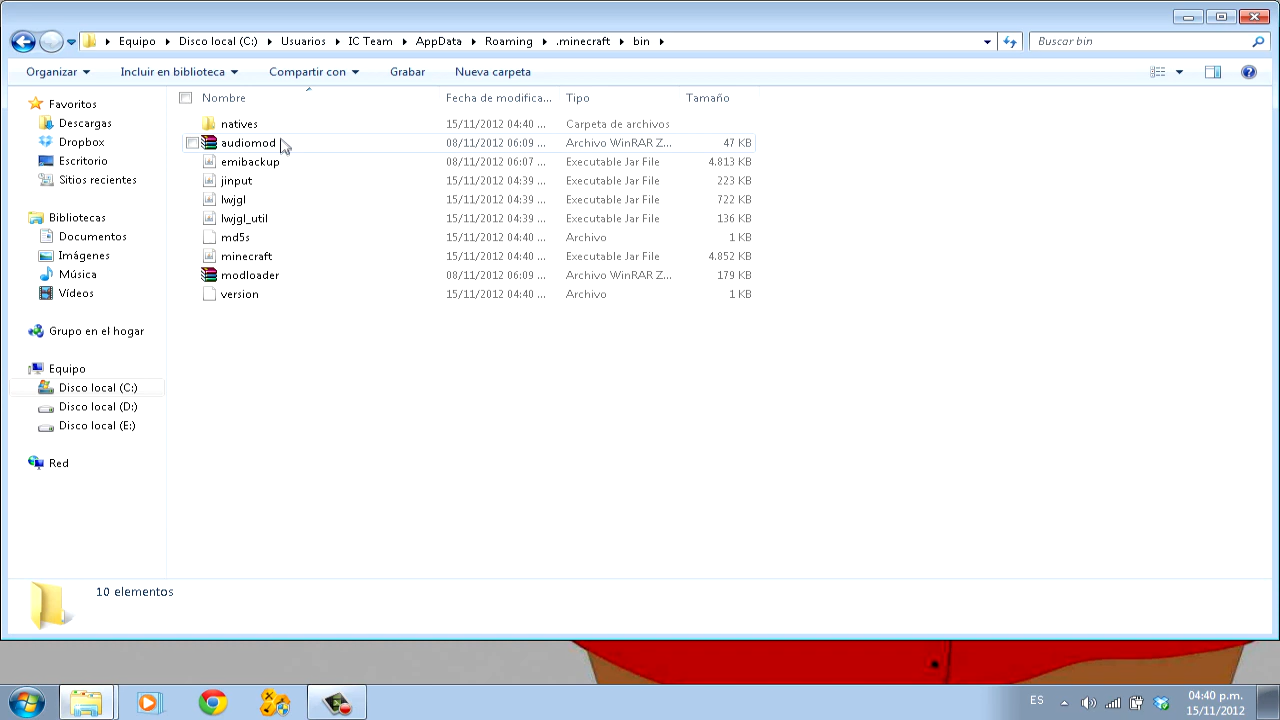 Equipo Disco local (C:) Usuarios IC Team AppData Roaming .minecraft bin Buscar bin
Organizar Incluir en biblioteca Compartir con Grabar Nueva carpeta
Nombre Fecha de modifica... Tipo Tamaño
natives 15/11/2012 04:40 ... Carpeta de archivos
audiomod 08/11/2012 06:09 ... Archivo WinRAR Z... 47 KB
emibackup 08/11/2012 06:07 ... Executable Jar File 4.813 KB
jinput 15/11/2012 04:39 ... Executable Jar File 223 KB
lwjgl 15/11/2012 04:39 ... Executable Jar File 722 KB
lwjgl_util 15/11/2012 04:39 ... Executable Jar File 136 KB
md5s 15/11/2012 04:40 ... Archivo 1 KB
minecraft 15/11/2012 04:40 ... Executable Jar File 4.852 KB
modloader 08/11/2012 06:09 ... Archivo WinRAR Z... 179 KB
version 15/11/2012 04:40 ... Archivo 1 KB
Favoritos
Descargas
Dropbox
Escritorio
Sitios recientes
Bibliotecas
Documentos
Imágenes
Música
Vídeos
Grupo en el hogar
Equipo
Disco local (C:)
Disco local (D:)
Disco local (E:)
Red
10 elementos
ES
04:40 p.m.
15/11/2012